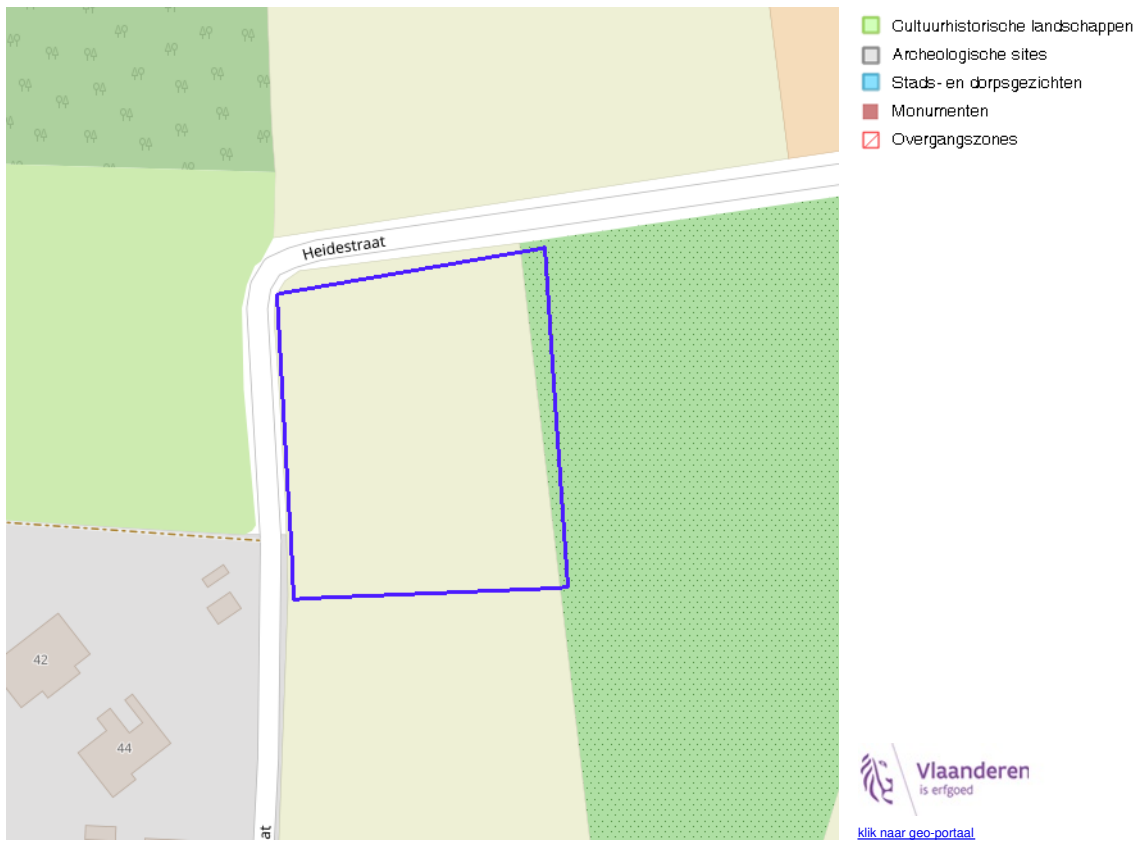 Heidestraat
42
44
at
Cultuurhistorische landschappen
Archeologische sites
Stads- en dorpsgezichten
Monumenten
Overgangszones
Vlaanderen
is erfgoed
klik naar geo-portaal